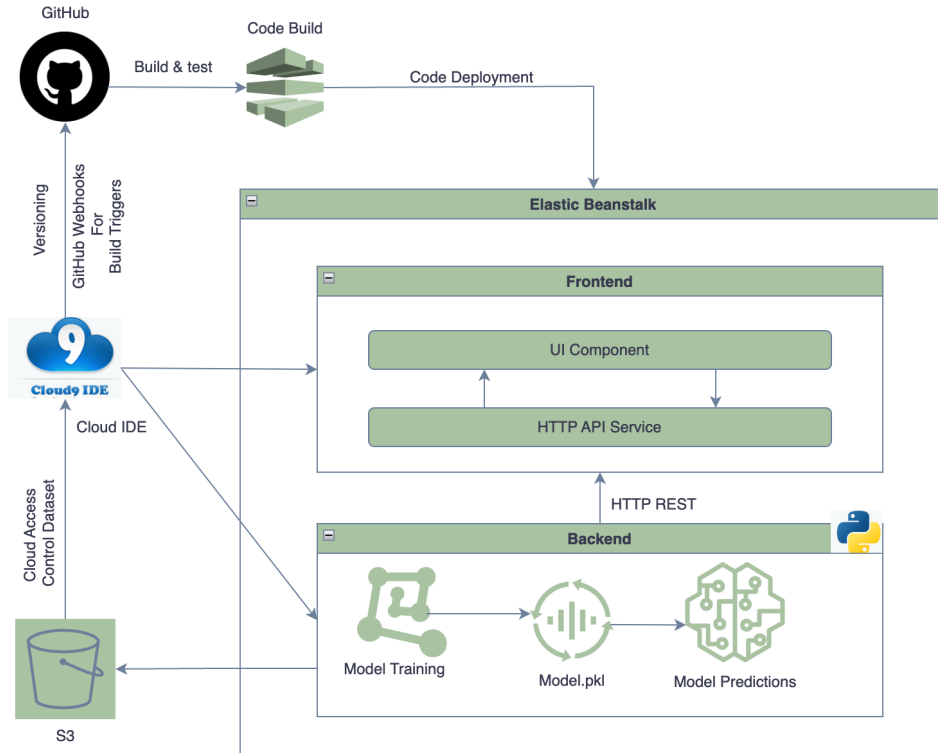 GitHub
Code Build
Build & test
Code Deployment
Versioning
GitHub Webhooks
For
Build Triggers
Elastic Beanstalk
Frontend
UI Component
HTTP API Service
9
Cloud9 IDE
Cloud IDE
HTTP REST
Cloud Access
Control Dataset
Backend
Model Training
Model.pkl
Model Predictions
S3